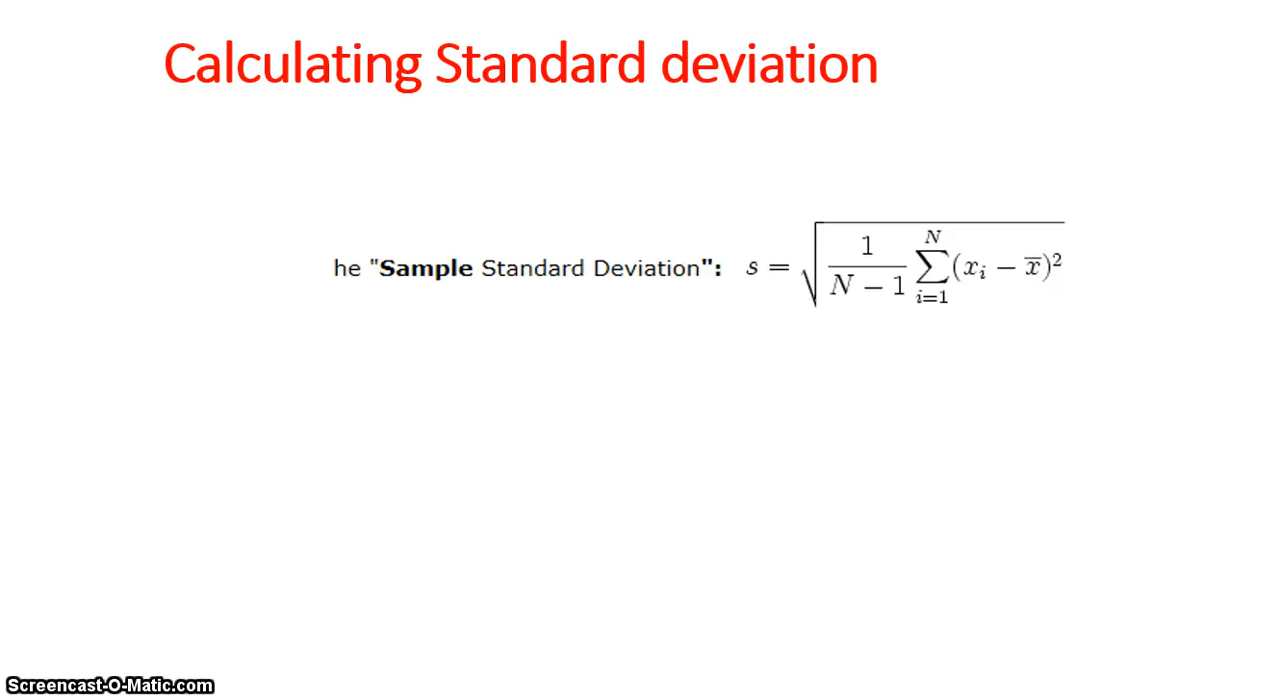 Calculating Standard deviation
he "Sample Standard Deviation": s = √(1/(N − 1) ∑_{i=1}^{N} (x_i − x̅)²)
Screencast-O-Matic.com